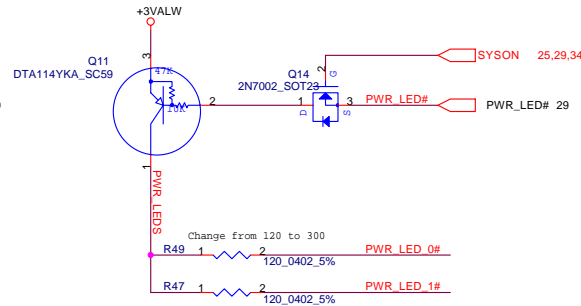 +3VALW
Q11
DTA114YKA_SC59
3
47K
10K
2
1
Q14
2N7002_SOT23
2
G
1
D
3
S
PWR_LED#
SYSON 25,29,34
PWR_LED# 29
PWR_LEDS
Change from 120 to 300
R49 1 2 PWR_LED_0#
120_0402_5%
R47 1 2 PWR_LED_1#
120_0402_5%